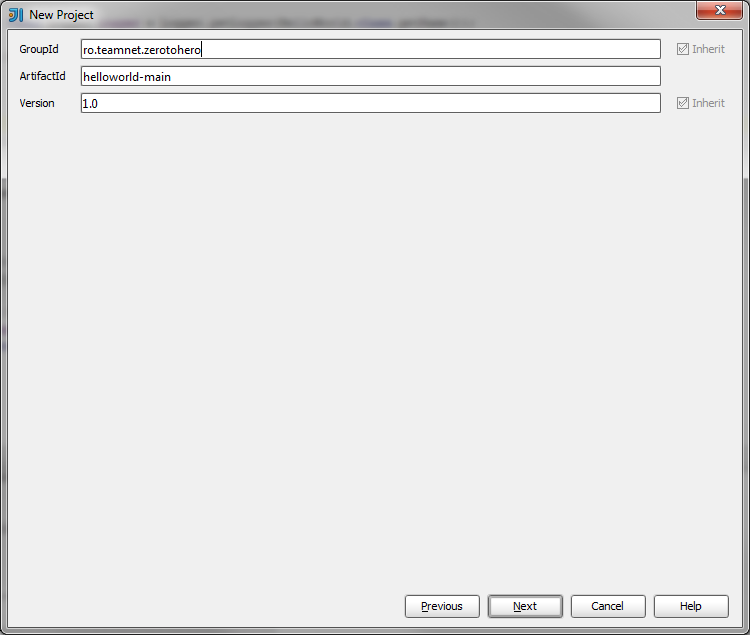 New Project
GroupId ro.teamnet.zerotohero Inherit
ArtifactId helloworld-main
Version 1.0 Inherit
Previous Next Cancel Help